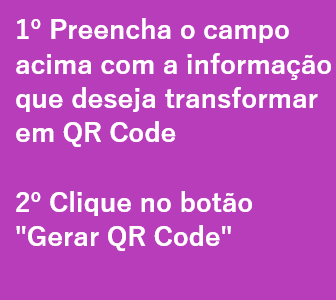 1º Preencha o campo
acima com a informação
que deseja transformar
em QR Code
2º Clique no botão
"Gerar QR Code"